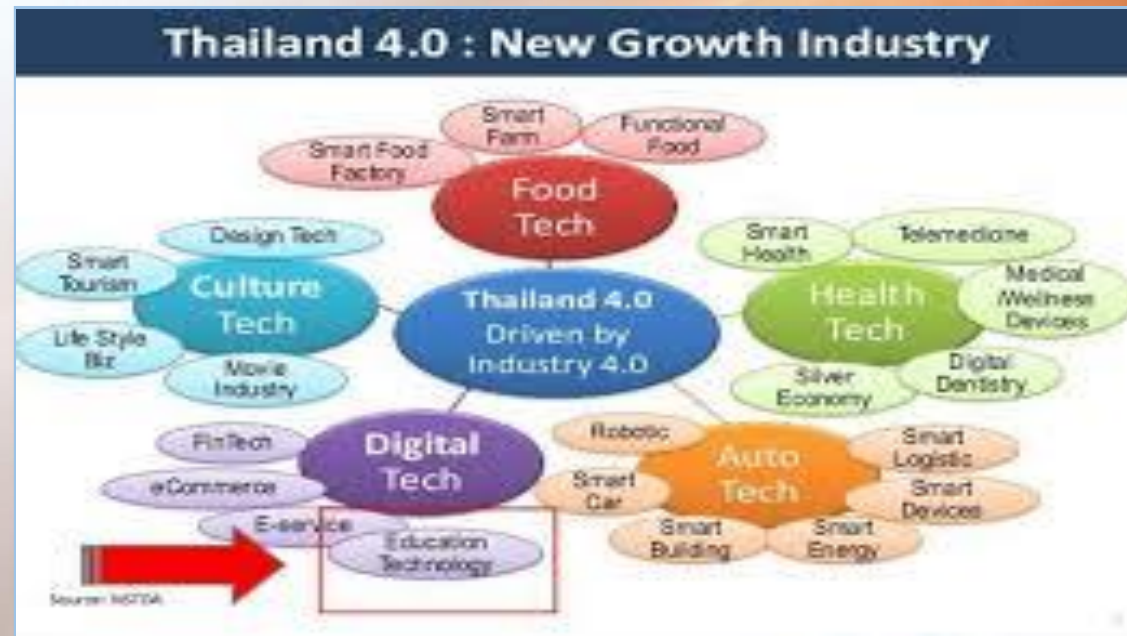 Thailand 4.0 : New Growth Industry
Smart
Farm
Functional
Food
Smart Food
Factory
Food
Tech
Design Tech
Smart
Tourism
Culture
Tech
Life Style
Biz
Movie
Industry
Thailand 4.0
Driven by
Industry 4.0
Smart
Health
Telemedicine
Health
Tech
Medical
/Wellness
Devices
Digital
Dentistry
Silver
Economy
FinTech
Digital
Tech
eCommerce
E-service
Education
Technology
Robotic
Auto
Tech
Smart
Logistic
Smart
Car
Smart
Devices
Smart
Building
Smart
Energy
Source: NSTDA